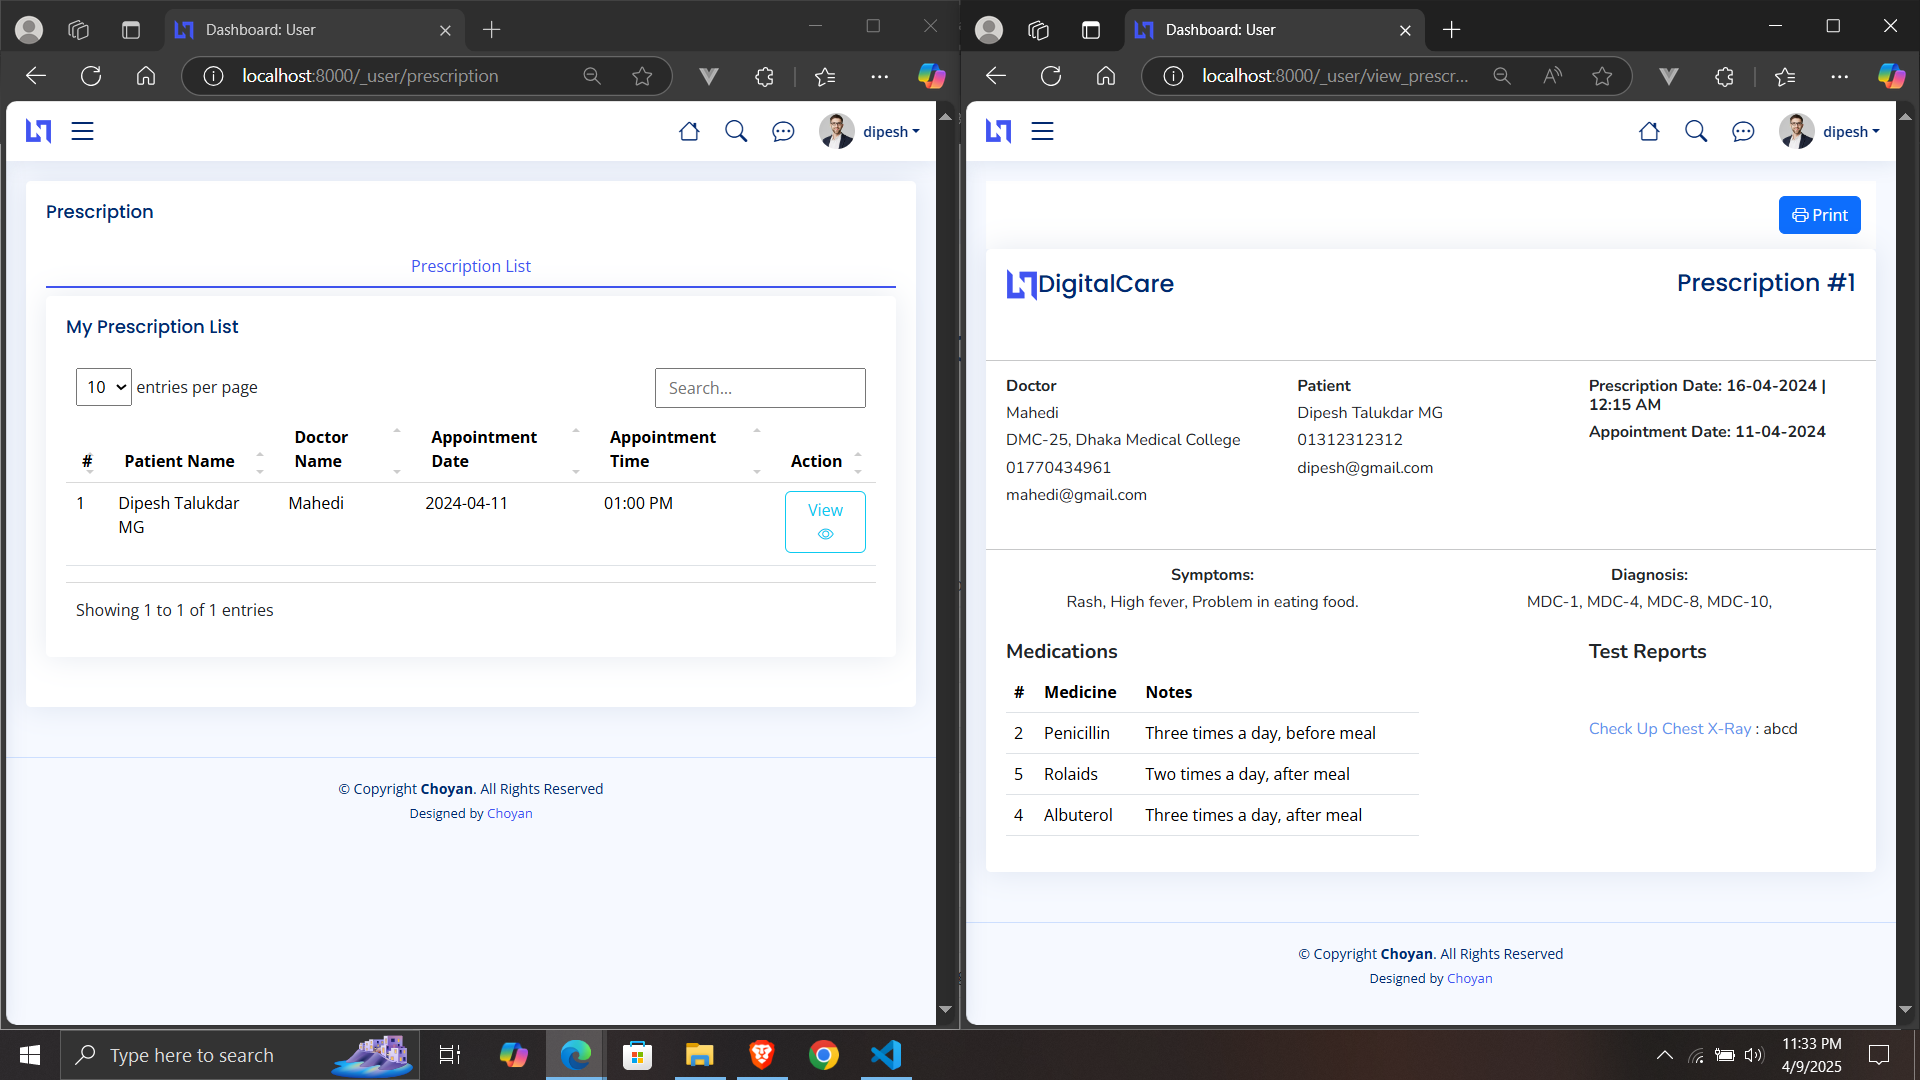 Dashboard: User
localhost:8000/_user/prescription
dipesh
Prescription
Prescription List
My Prescription List
10 entries per page
Search...
# Patient Name Doctor Name Appointment Date Appointment Time Action
1 Dipesh Talukdar MG Mahedi 2024-04-11 01:00 PM View
Showing 1 to 1 of 1 entries
© Copyright Choyan. All Rights Reserved
Designed by Choyan
Dashboard: User
localhost:8000/_user/view_prescr...
dipesh
Print
DigitalCare
Prescription #1
Doctor
Mahedi
DMC-25, Dhaka Medical College
01770434961
mahedi@gmail.com
Patient
Dipesh Talukdar MG
01312312312
dipesh@gmail.com
Prescription Date: 16-04-2024 |
12:15 AM
Appointment Date: 11-04-2024
Symptoms:
Rash, High fever, Problem in eating food.
Diagnosis:
MDC-1, MDC-4, MDC-8, MDC-10,
Medications
# Medicine Notes
2 Penicillin Three times a day, before meal
5 Rolaids Two times a day, after meal
4 Albuterol Three times a day, after meal
Test Reports
Check Up Chest X-Ray : abcd
© Copyright Choyan. All Rights Reserved
Designed by Choyan
Type here to search
11:33 PM
4/9/2025